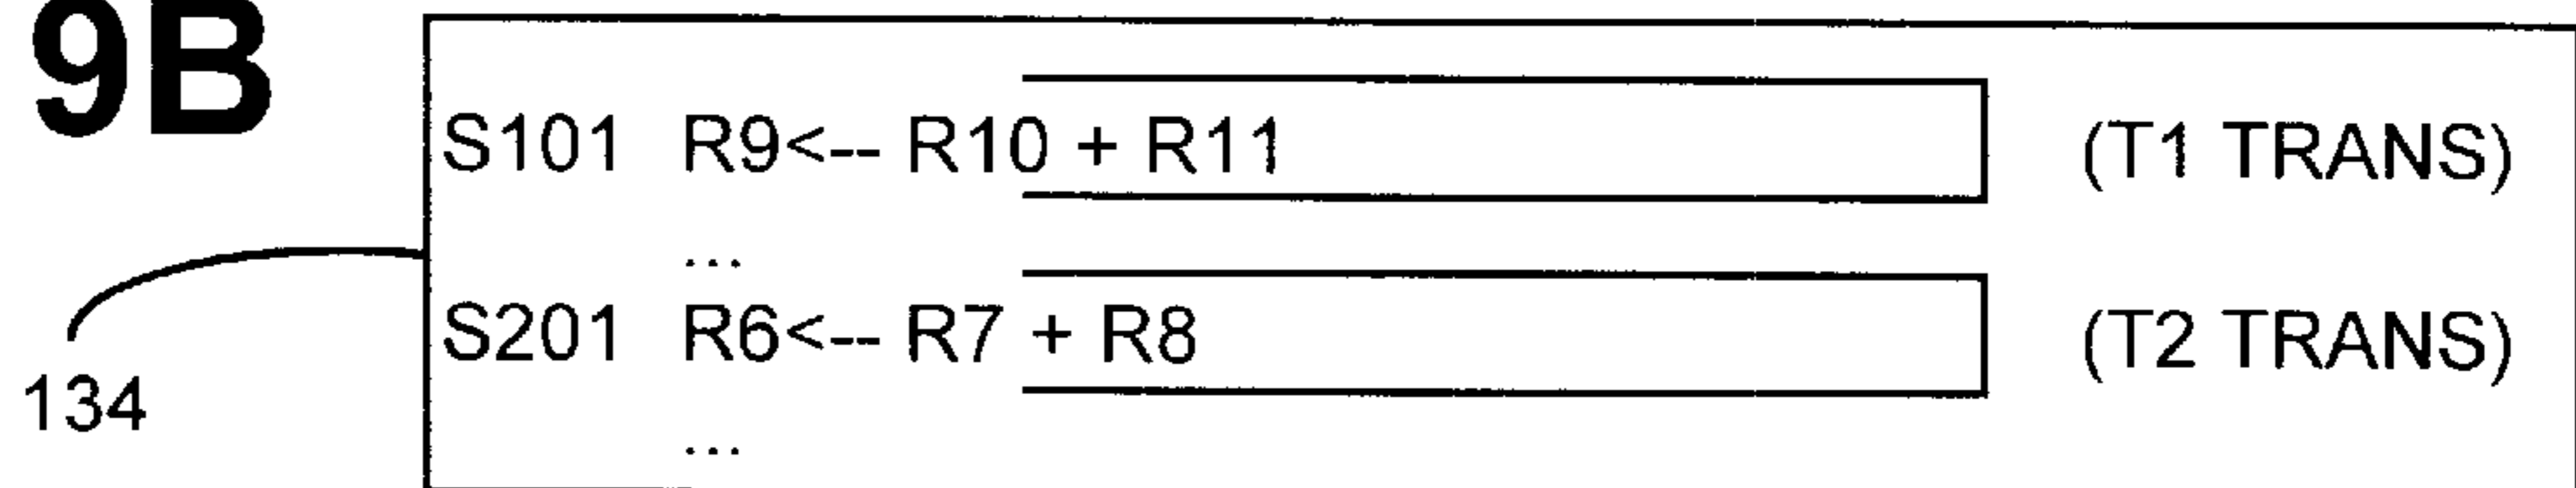 9B
S101 R9<-- R10 + R11 (T1 TRANS)
...
S201 R6<-- R7 + R8 (T2 TRANS)
134
...